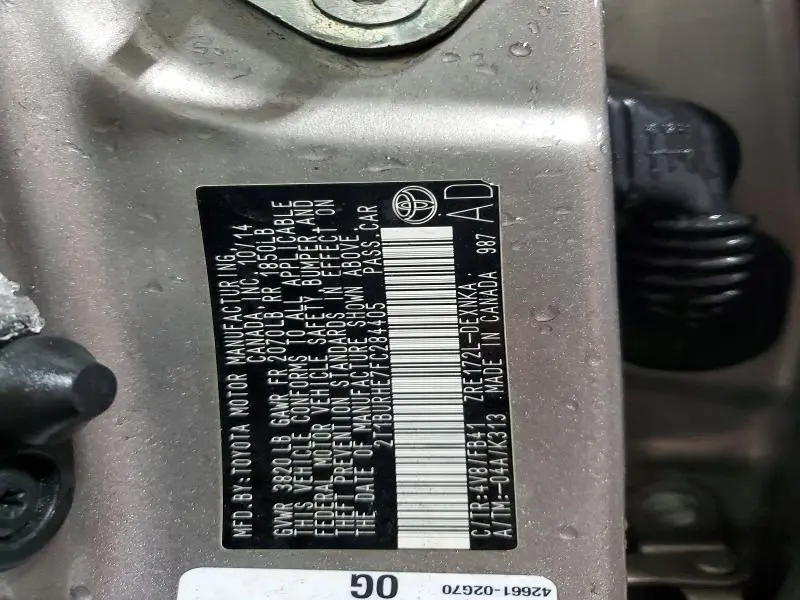 MFD. BY: TOYOTA MOTOR MANUFACTURING
CANADA, INC. 10/14
GVWR 3820LB GAWR FR 2070LB RR 1850LB
THIS VEHICLE CONFORMS TO ALL APPLICABLE
FEDERAL MOTOR VEHICLE SAFETY, BUMPER, AND
THEFT PREVENTION STANDARDS IN EFFECT ON
THE DATE OF MANUFACTURE SHOWN ABOVE.
2T1BURHE7FC284405 PASS. CAR
C/TR:4V8/FB41 ZRE172L-DEXNKA
A/TM:-04A/K313 MADE IN CANADA 987
AD
0G
42661-02G70